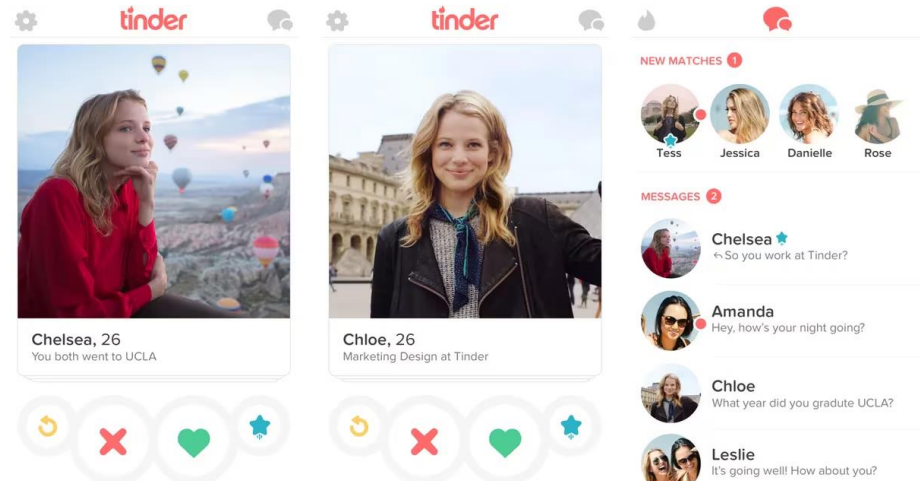 tinder
Chelsea, 26
You both went to UCLA
tinder
Chloe, 26
Marketing Design at Tinder
NEW MATCHES 1
Tess
Jessica
Danielle
Rose
MESSAGES 2
Chelsea
So you work at Tinder?
Amanda
Hey, how's your night going?
Chloe
What year did you gradute UCLA?
Leslie
It's going well! How about you?